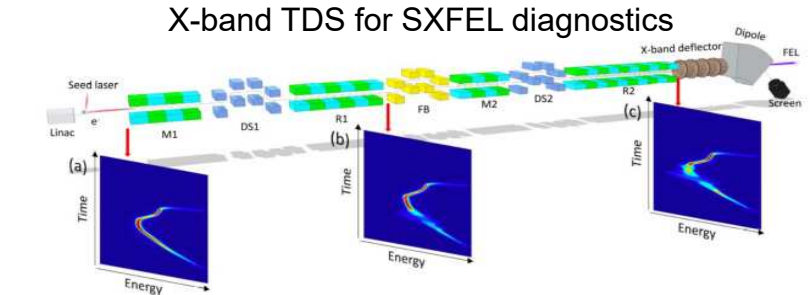 X-band TDS for SXFEL diagnostics
Dipole
FEL
X-band deflector
Seed laser
Linac
e-
M1
DS1
R1
FB
M2
DS2
R2
Screen
(a)
Time
Energy
(b)
Time
Energy
(c)
Time
Energy